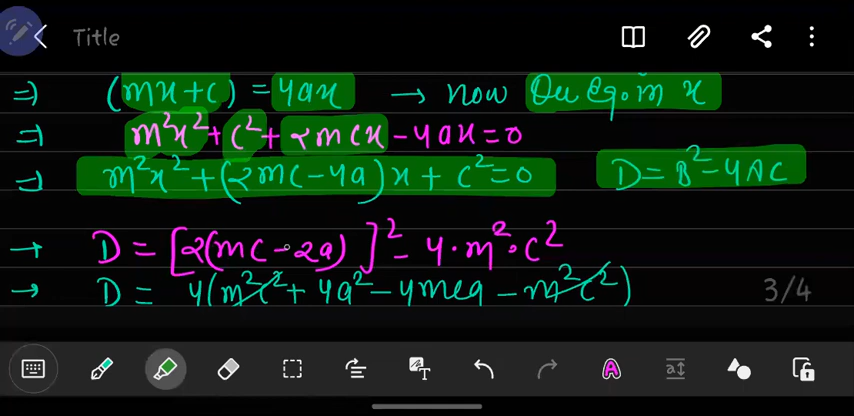 Title
⇒ (mx+c) = 4ax → now Qu Eq. in x
⇒ m²x² + c² + 2mcx - 4ax = 0
⇒ m²x² + (2mc - 4a)x + c² = 0 D = B² - 4AC
→ D = [2(mc - 2a)]² - 4·m²·c²
→ D = 4(m²c² + 4a² - 4mca - m²c²)
3/4